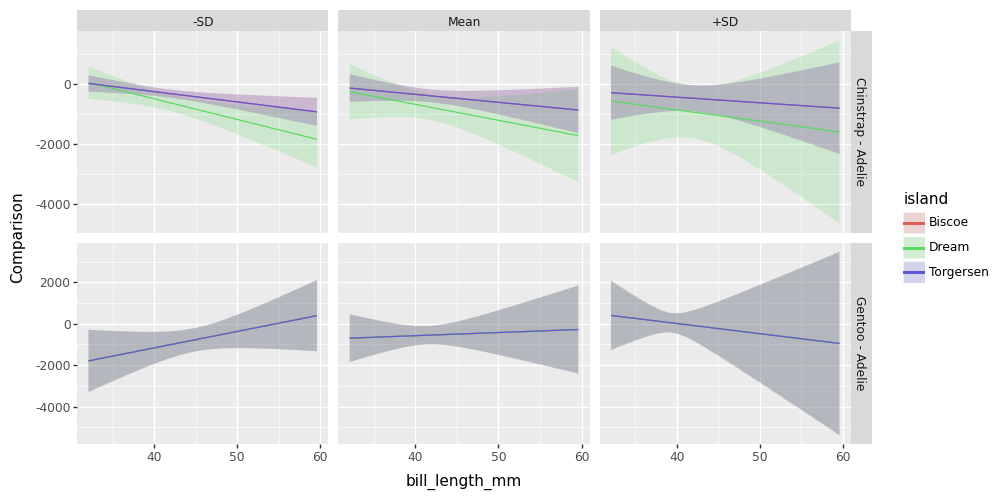 -SD
Mean
+SD
0
-2000
-4000
Chinstrap - Adelie
2000
0
-2000
-4000
Gentoo - Adelie
40
50
60
40
50
60
40
50
60
bill_length_mm
Comparison
island
Biscoe
Dream
Torgersen